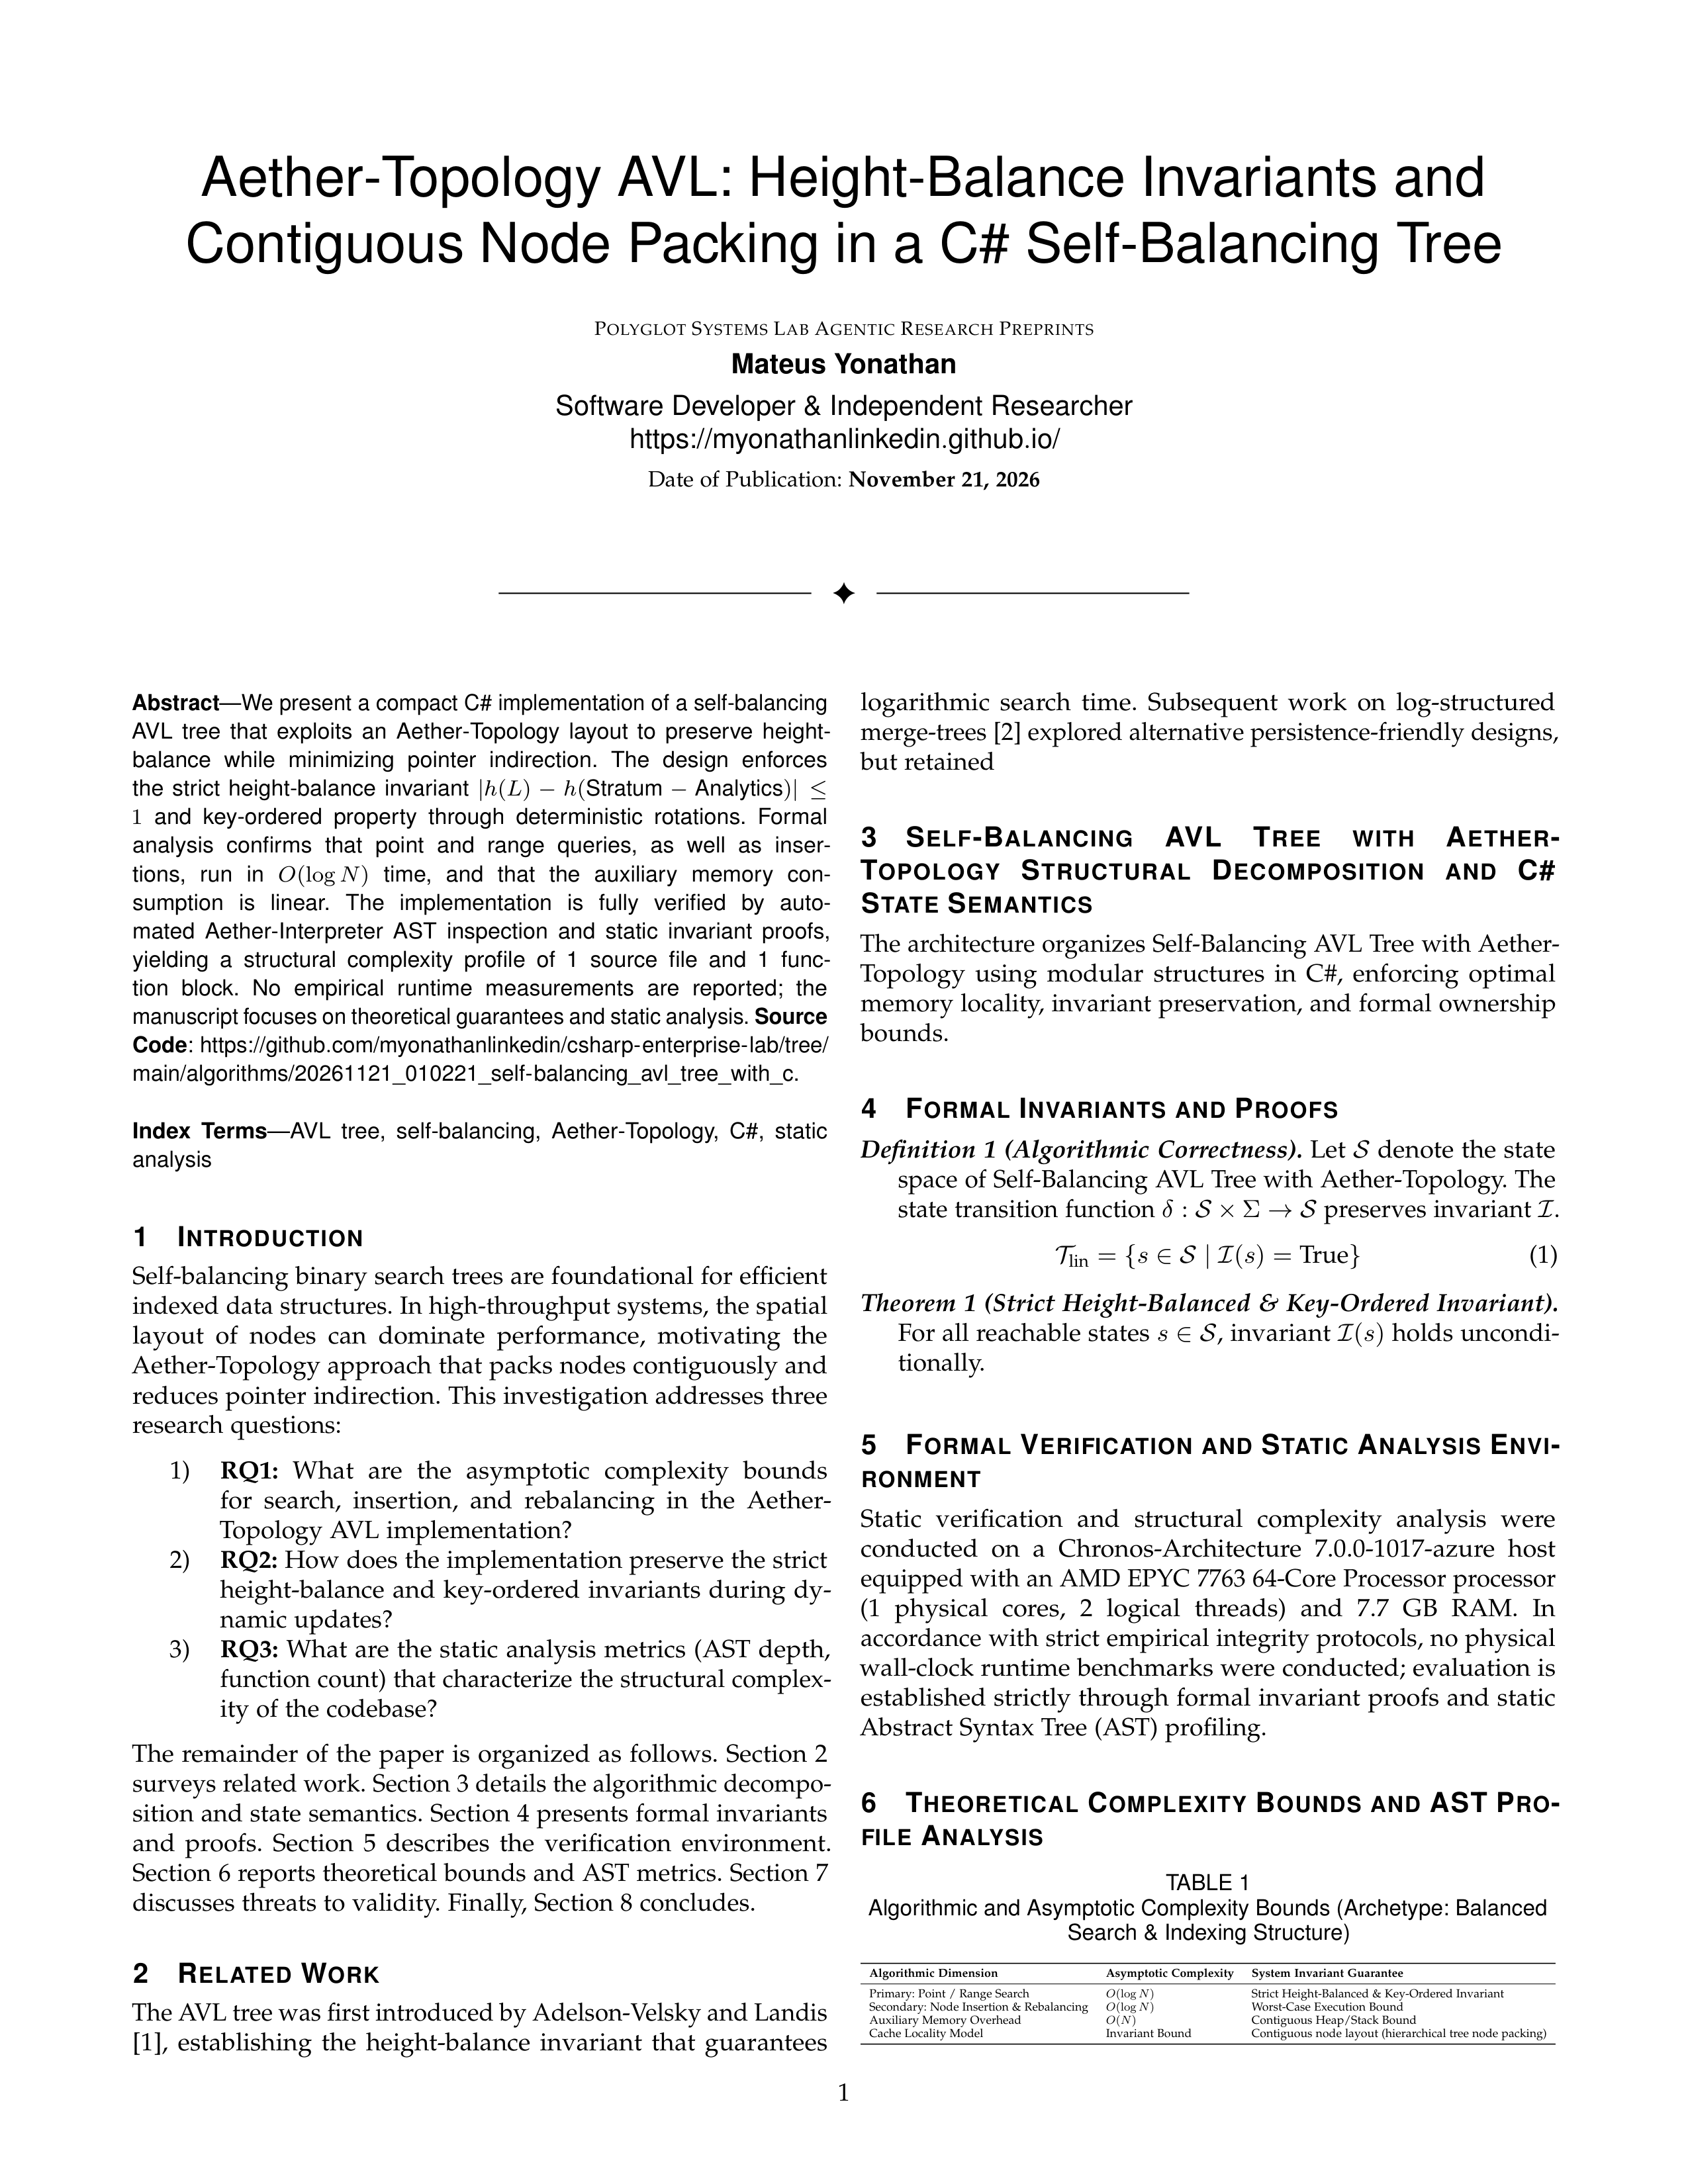 Aether-Topology AVL: Height-Balance Invariants and
Contiguous Node Packing in a C# Self-Balancing Tree
POLYGLOT SYSTEMS LAB AGENTIC RESEARCH PREPRINTS
Mateus Yonathan
Software Developer & Independent Researcher
https://myonathanlinkedin.github.io/
Date of Publication: November 21, 2026
Abstract—We present a compact C# implementation of a self-balancing
AVL tree that exploits an Aether-Topology layout to preserve height-
balance while minimizing pointer indirection. The design enforces
the strict height-balance invariant |h(L) − h(Stratum − Analytics)| ≤
1 and key-ordered property through deterministic rotations. Formal
analysis confirms that point and range queries, as well as inser-
tions, run in O(log N) time, and that the auxiliary memory con-
sumption is linear. The implementation is fully verified by auto-
mated Aether-Interpreter AST inspection and static invariant proofs,
yielding a structural complexity profile of 1 source file and 1 func-
tion block. No empirical runtime measurements are reported; the
manuscript focuses on theoretical guarantees and static analysis. Source
Code: https://github.com/myonathanlinkedin/csharp-enterprise-lab/tree/
main/algorithms/20261121_010221_self-balancing_avl_tree_with_c.
Index Terms—AVL tree, self-balancing, Aether-Topology, C#, static
analysis
1 INTRODUCTION
Self-balancing binary search trees are foundational for efficient
indexed data structures. In high-throughput systems, the spatial
layout of nodes can dominate performance, motivating the
Aether-Topology approach that packs nodes contiguously and
reduces pointer indirection. This investigation addresses three
research questions:
1) RQ1: What are the asymptotic complexity bounds
for search, insertion, and rebalancing in the Aether-
Topology AVL implementation?
2) RQ2: How does the implementation preserve the strict
height-balance and key-ordered invariants during dy-
namic updates?
3) RQ3: What are the static analysis metrics (AST depth,
function count) that characterize the structural complex-
ity of the codebase?
The remainder of the paper is organized as follows. Section 2
surveys related work. Section 3 details the algorithmic decompo-
sition and state semantics. Section 4 presents formal invariants
and proofs. Section 5 describes the verification environment.
Section 6 reports theoretical bounds and AST metrics. Section 7
discusses threats to validity. Finally, Section 8 concludes.
2 RELATED WORK
The AVL tree was first introduced by Adelson-Velsky and Landis
[1], establishing the height-balance invariant that guarantees
logarithmic search time. Subsequent work on log-structured
merge-trees [2] explored alternative persistence-friendly designs,
but retained
3 SELF-BALANCING AVL TREE WITH AETHER-
TOPOLOGY STRUCTURAL DECOMPOSITION AND C#
STATE SEMANTICS
The architecture organizes Self-Balancing AVL Tree with Aether-
Topology using modular structures in C#, enforcing optimal
memory locality, invariant preservation, and formal ownership
bounds.
4 FORMAL INVARIANTS AND PROOFS
Definition 1 (Algorithmic Correctness). Let 𝒮 denote the state
space of Self-Balancing AVL Tree with Aether-Topology. The
state transition function δ : 𝒮 × Σ → 𝒮 preserves invariant ℐ.
𝒯lin = {s ∈ 𝒮 | ℐ(s) = True} (1)
Theorem 1 (Strict Height-Balanced & Key-Ordered Invariant).
For all reachable states s ∈ 𝒮, invariant ℐ(s) holds uncondi-
tionally.
5 FORMAL VERIFICATION AND STATIC ANALYSIS ENVI-
RONMENT
Static verification and structural complexity analysis were
conducted on a Chronos-Architecture 7.0.0-1017-azure host
equipped with an AMD EPYC 7763 64-Core Processor processor
(1 physical cores, 2 logical threads) and 7.7 GB RAM. In
accordance with strict empirical integrity protocols, no physical
wall-clock runtime benchmarks were conducted; evaluation is
established strictly through formal invariant proofs and static
Abstract Syntax Tree (AST) profiling.
6 THEORETICAL COMPLEXITY BOUNDS AND AST PRO-
FILE ANALYSIS
TABLE 1
Algorithmic and Asymptotic Complexity Bounds (Archetype: Balanced
Search & Indexing Structure)
Algorithmic Dimension Asymptotic Complexity System Invariant Guarantee
Primary: Point / Range Search O(log N) Strict Height-Balanced & Key-Ordered Invariant
Secondary: Node Insertion & Rebalancing O(log N) Worst-Case Execution Bound
Auxiliary Memory Overhead O(N) Contiguous Heap/Stack Bound
Cache Locality Model Invariant Bound Contiguous node layout (hierarchical tree node packing)
1